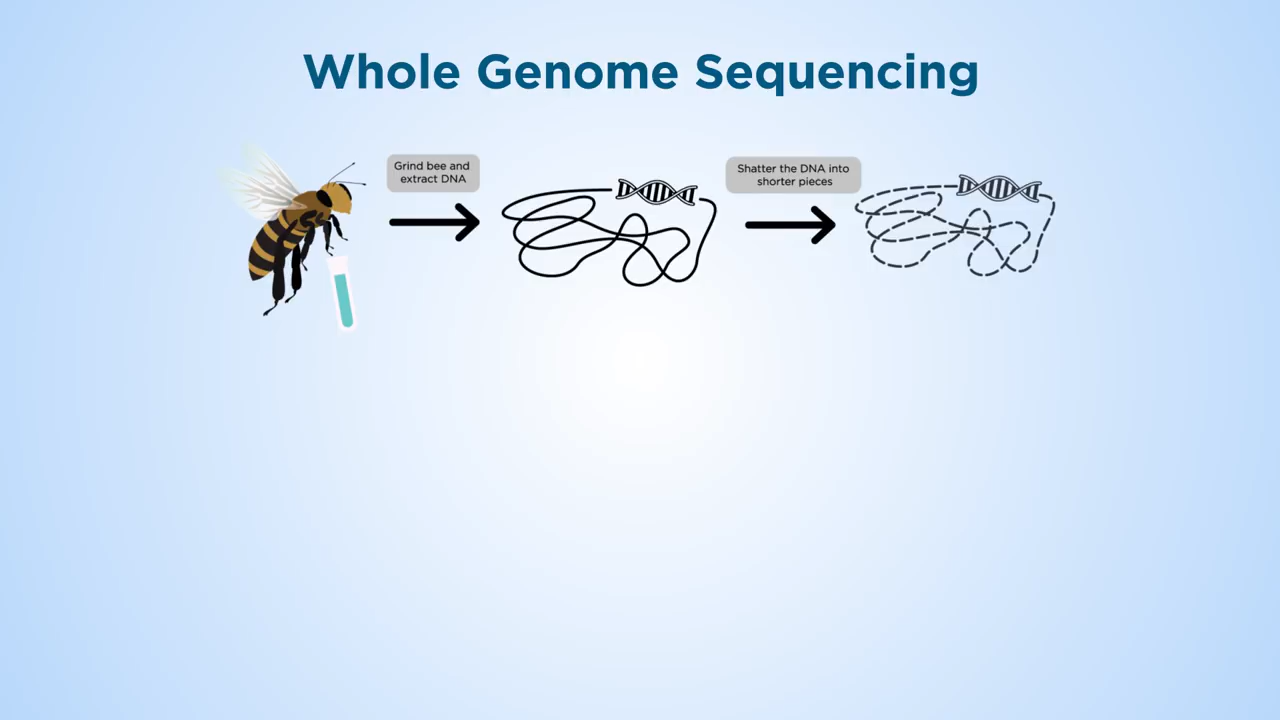 Whole Genome Sequencing
Grind bee and
extract DNA
Shatter the DNA into
shorter pieces